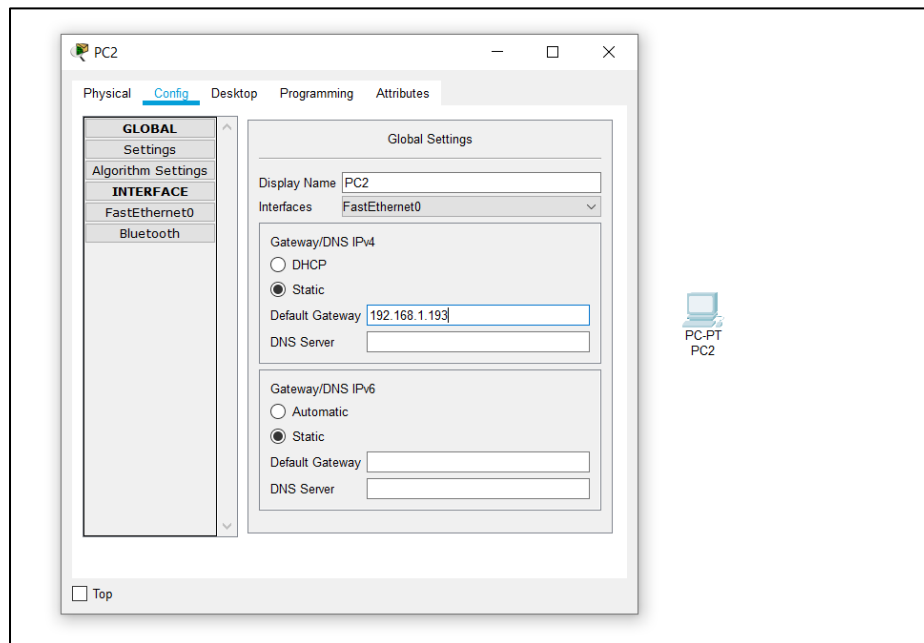 PC2
Physical Config Desktop Programming Attributes
GLOBAL
Settings
Algorithm Settings
INTERFACE
FastEthernet0
Bluetooth
Global Settings
Display Name PC2
Interfaces FastEthernet0
Gateway/DNS IPv4
DHCP
Static
Default Gateway 192.168.1.193
DNS Server
Gateway/DNS IPv6
Automatic
Static
Default Gateway
DNS Server
Top
PC-PT
PC2